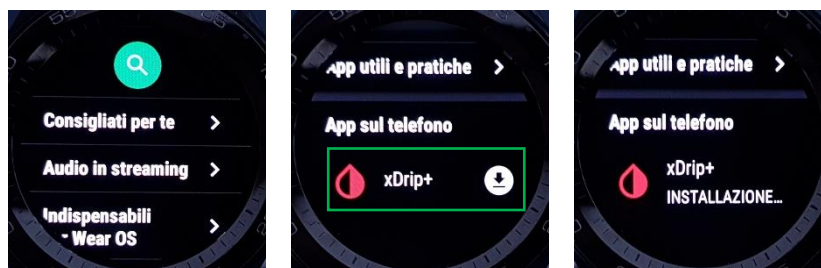 Consigliati per te
Audio in streaming
Indispensabili
- Wear OS
App utili e pratiche
App sul telefono
xDrip+
App utili e pratiche
App sul telefono
xDrip+
INSTALLAZIONE...